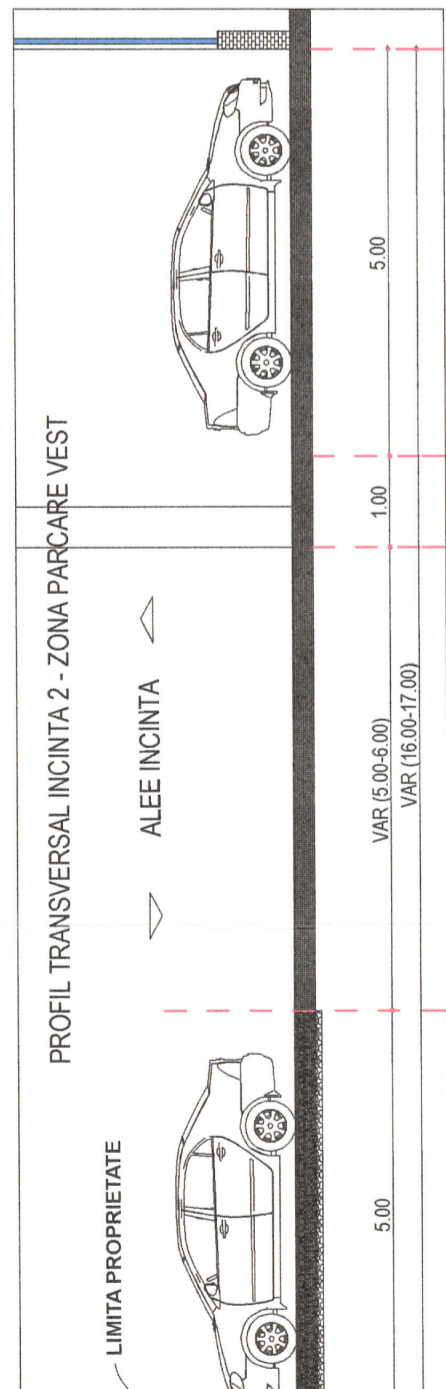 PROFIL TRANSVERSAL INCINTA 2 - ZONA PARCARE VEST
LIMITA PROPRIETATE
ALEE INCINTA
5.00
VAR (5.00-6.00)
1.00
5.00
VAR (16.00-17.00)